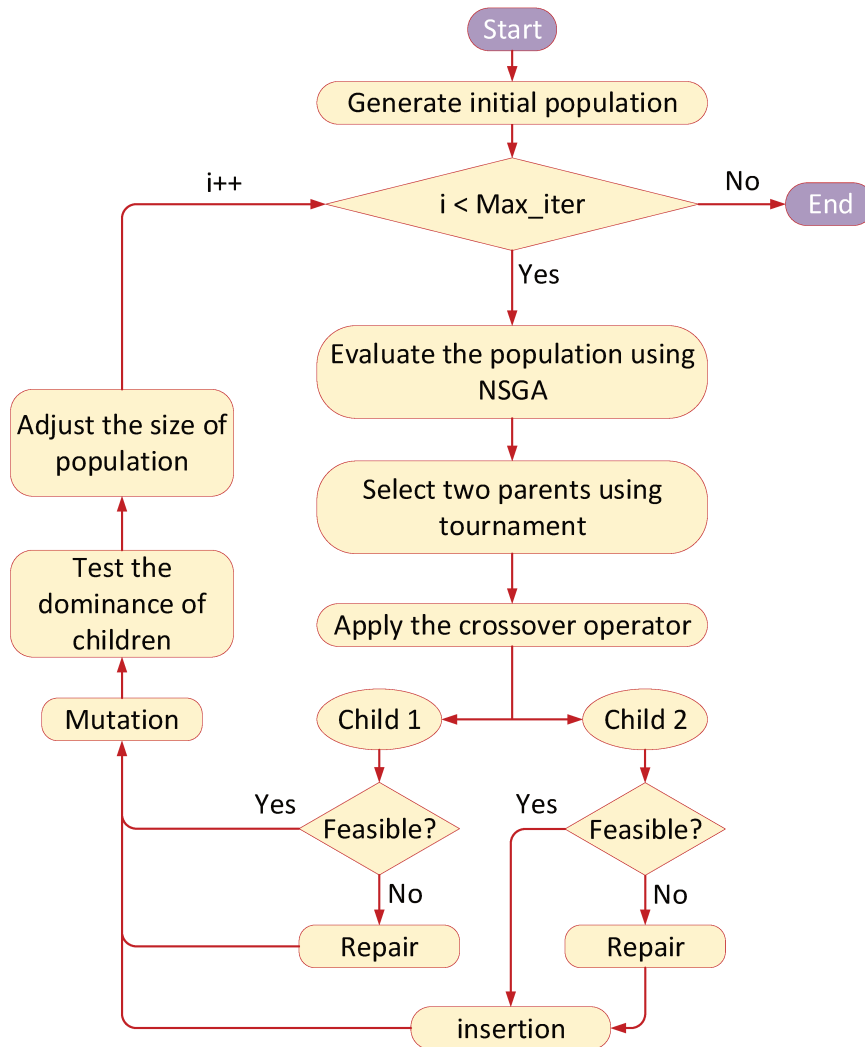 Start
Generate initial population
i++
i < Max_iter
No
End
Yes
Evaluate the population using
NSGA
Adjust the size of
population
Select two parents using
tournament
Test the
dominance of
children
Apply the crossover operator
Mutation
Child 1
Child 2
Yes
Feasible?
Yes
Feasible?
No
No
Repair
Repair
insertion